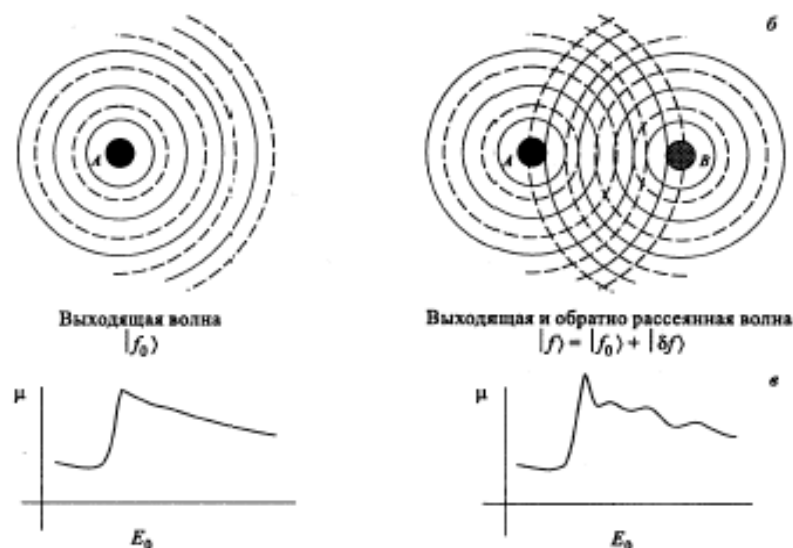 б
A
A
B
Выходящая волна
|f₀⟩
Выходящая и обратно рассеянная волна
|f⟩ = |f₀⟩ + |δf⟩
в
μ
μ
E₀
E₀